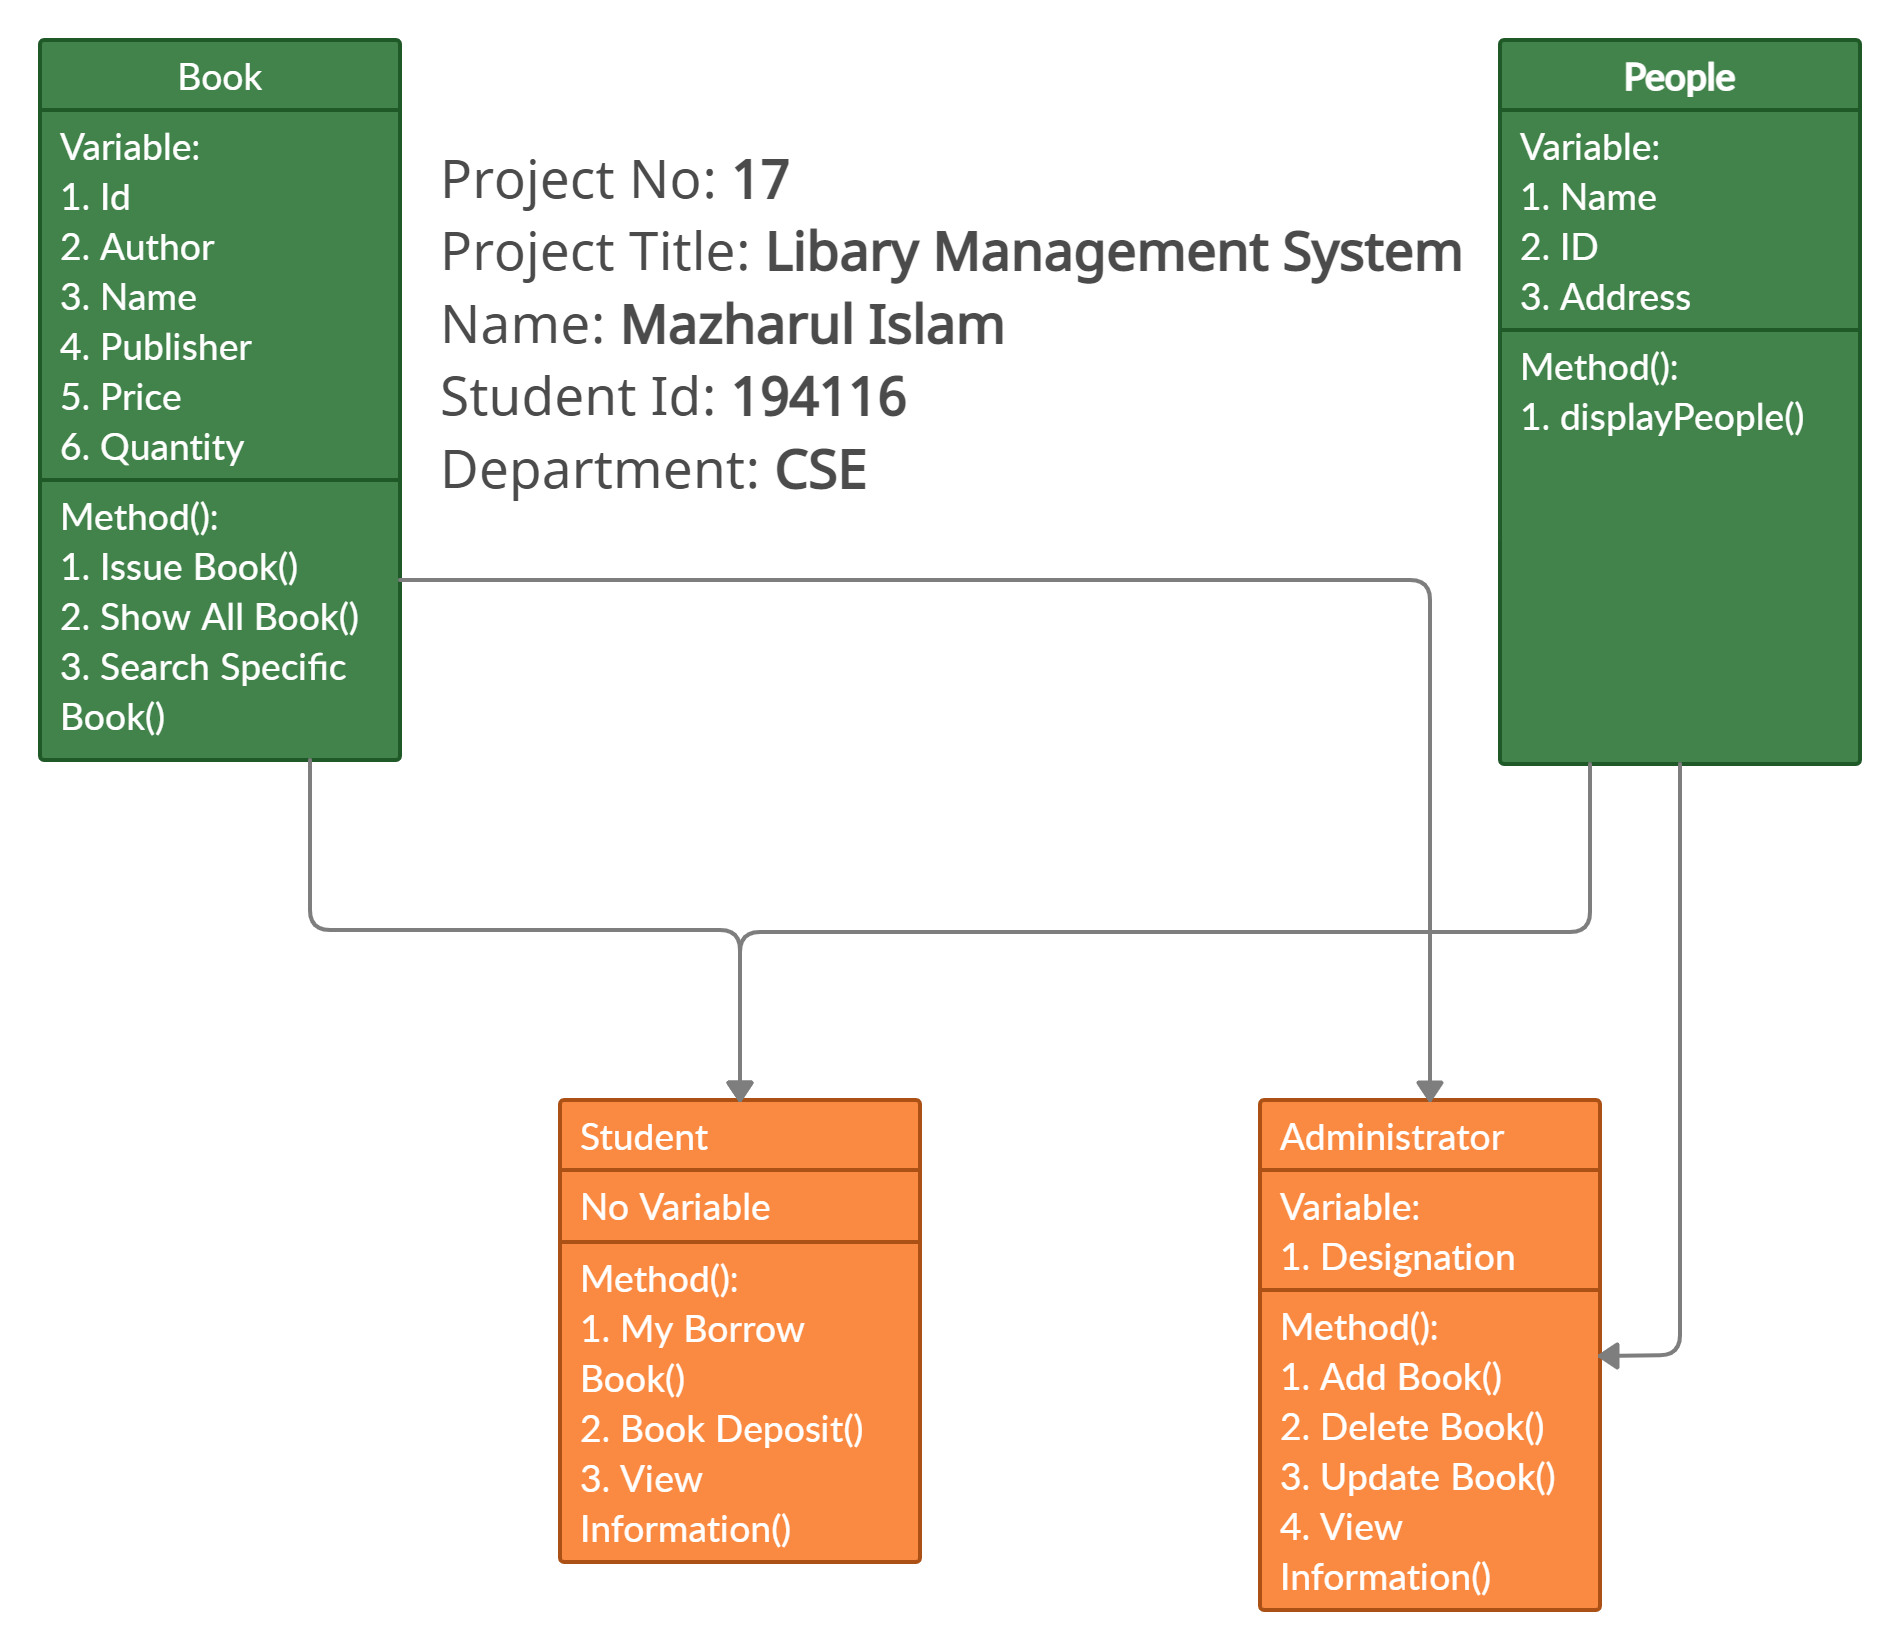 Book
Variable:
1. Id
2. Author
3. Name
4. Publisher
5. Price
6. Quantity
Method():
1. Issue Book()
2. Show All Book()
3. Search Specific
Book()
Project No: 17
Project Title: Libary Management System
Name: Mazharul Islam
Student Id: 194116
Department: CSE
People
Variable:
1. Name
2. ID
3. Address
Method():
1. displayPeople()
Student
No Variable
Method():
1. My Borrow
Book()
2. Book Deposit()
3. View
Information()
Administrator
Variable:
1. Designation
Method():
1. Add Book()
2. Delete Book()
3. Update Book()
4. View
Information()